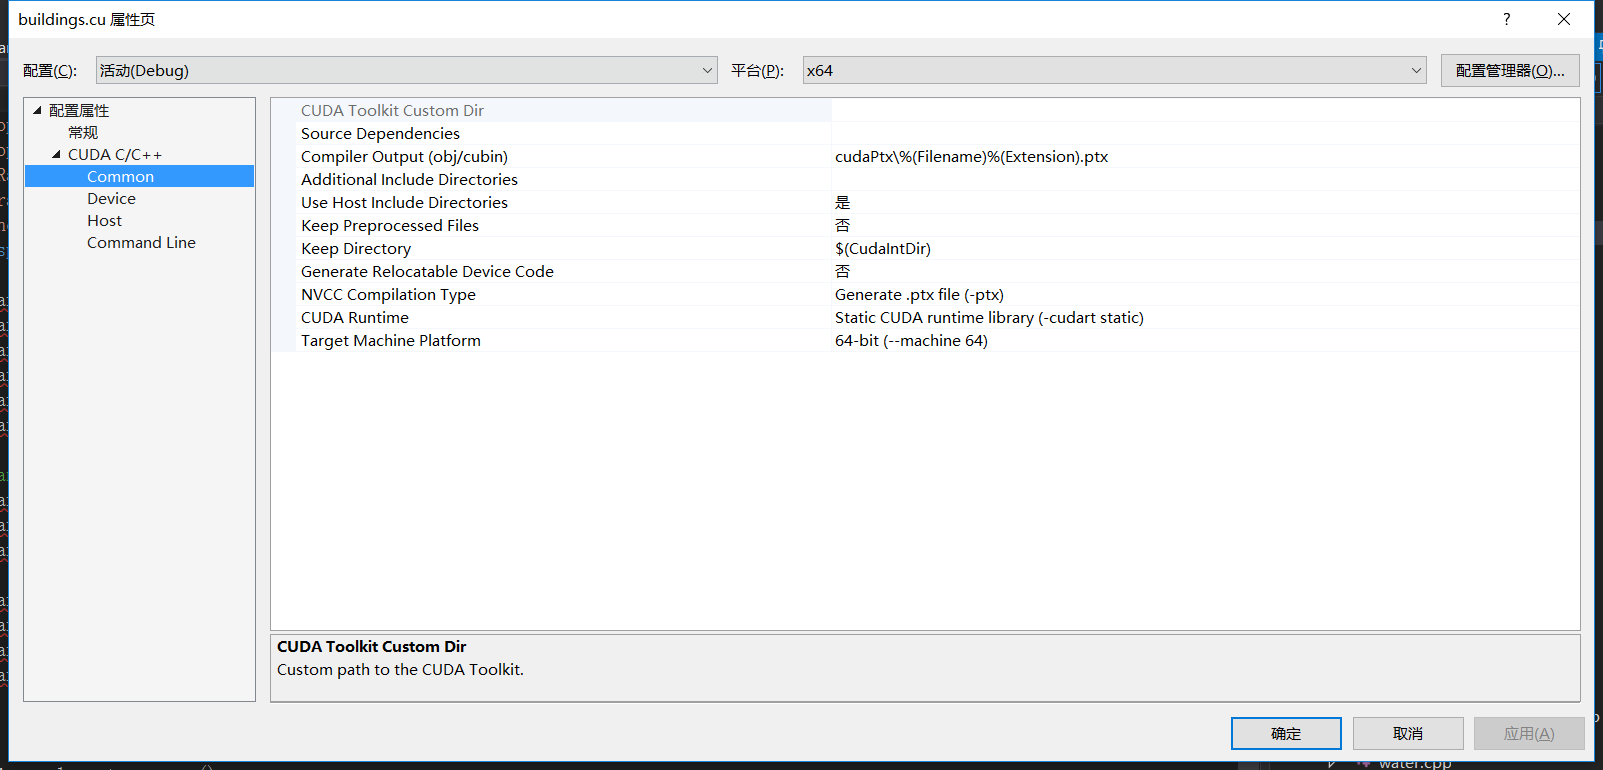 buildings.cu 属性页
配置(C): 活动(Debug) 平台(P): x64 配置管理器(O)...
配置属性
常规
CUDA C/C++
Common
Device
Host
Command Line
CUDA Toolkit Custom Dir
Source Dependencies
Compiler Output (obj/cubin) cudaPtx\%(Filename)%(Extension).ptx
Additional Include Directories
Use Host Include Directories 是
Keep Preprocessed Files 否
Keep Directory $(CudaIntDir)
Generate Relocatable Device Code 否
NVCC Compilation Type Generate .ptx file (-ptx)
CUDA Runtime Static CUDA runtime library (-cudart static)
Target Machine Platform 64-bit (--machine 64)
CUDA Toolkit Custom Dir
Custom path to the CUDA Toolkit.
确定 取消 应用(A)
water.cpp